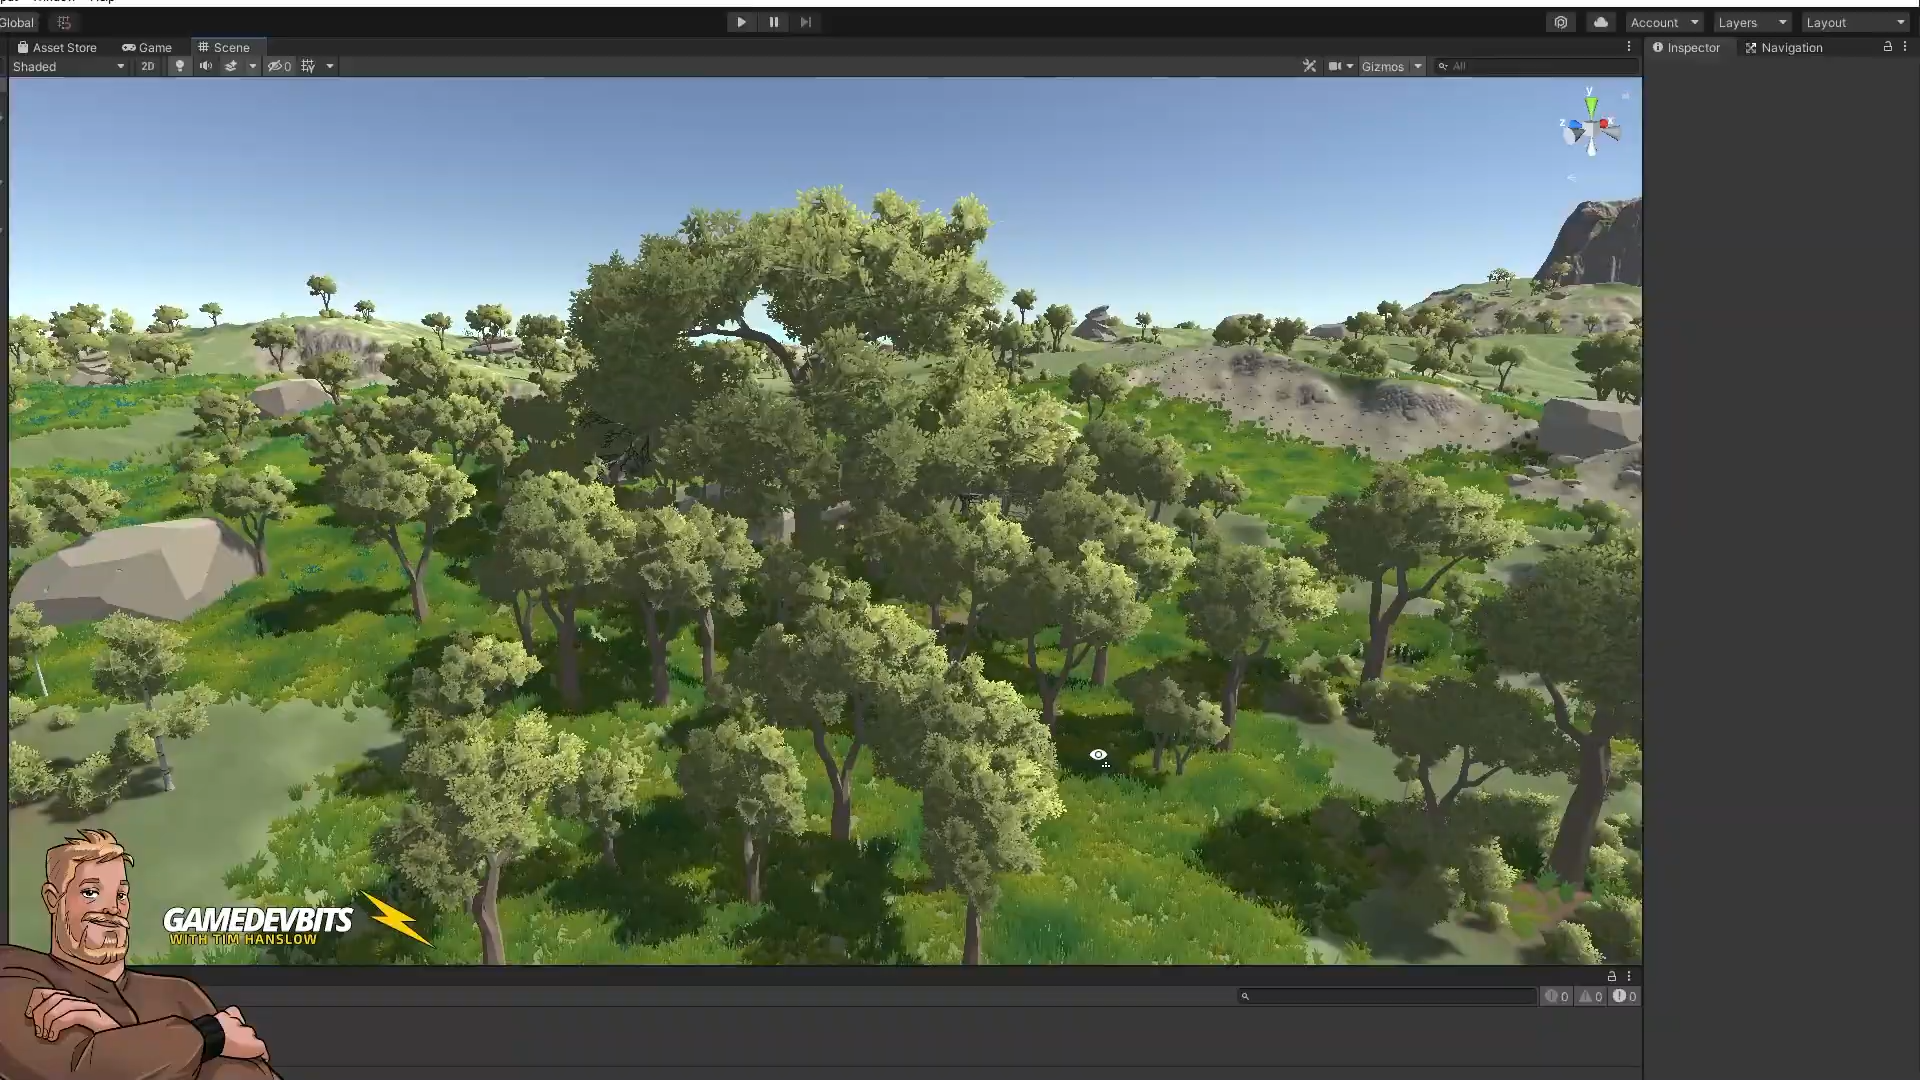 Global
Account
Layers
Layout
Asset Store
Game
Scene
Inspector
Navigation
Shaded
2D
0
Gizmos
All
y
z
x
GAMEDEVBITS
WITH TIM HANSLOW
0
0
0